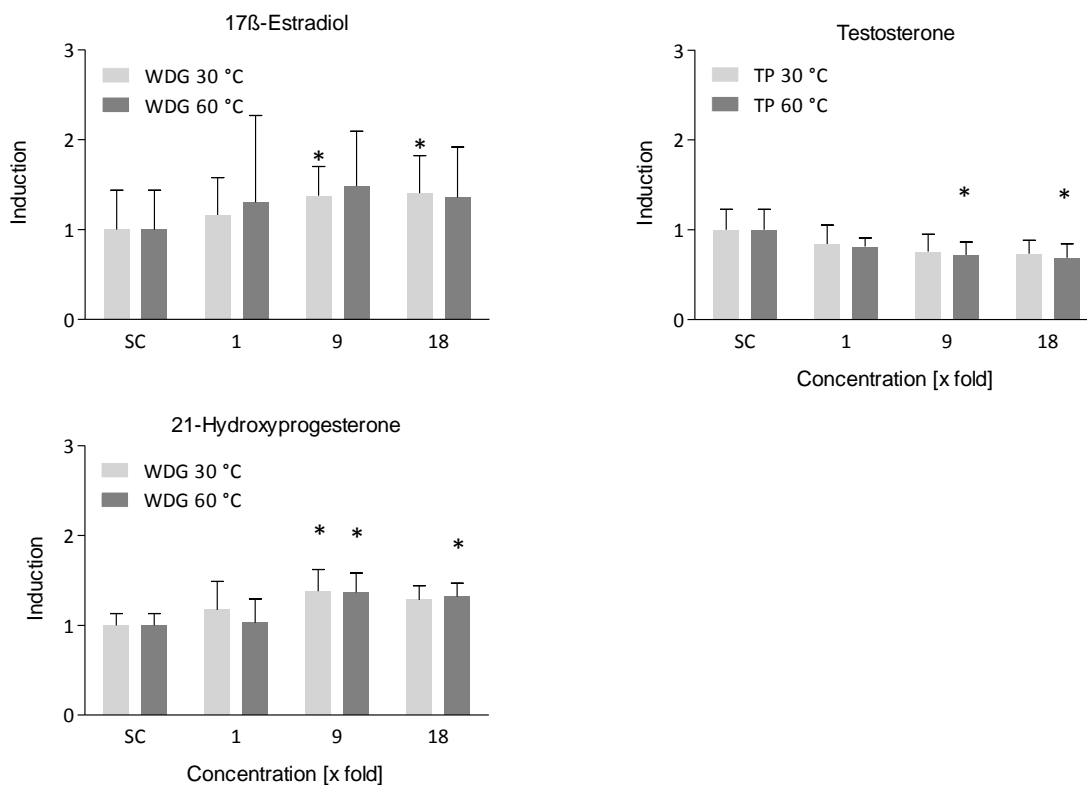 17ß-Estradiol
3
2
1
0
Induction
WDG 30 °C
WDG 60 °C
*
*
SC 1 9 18
Testosterone
3
2
1
0
Induction
TP 30 °C
TP 60 °C
*
*
SC 1 9 18
Concentration [x fold]
21-Hydroxyprogesterone
3
2
1
0
Induction
WDG 30 °C
WDG 60 °C
*
*
*
SC 1 9 18
Concentration [x fold]